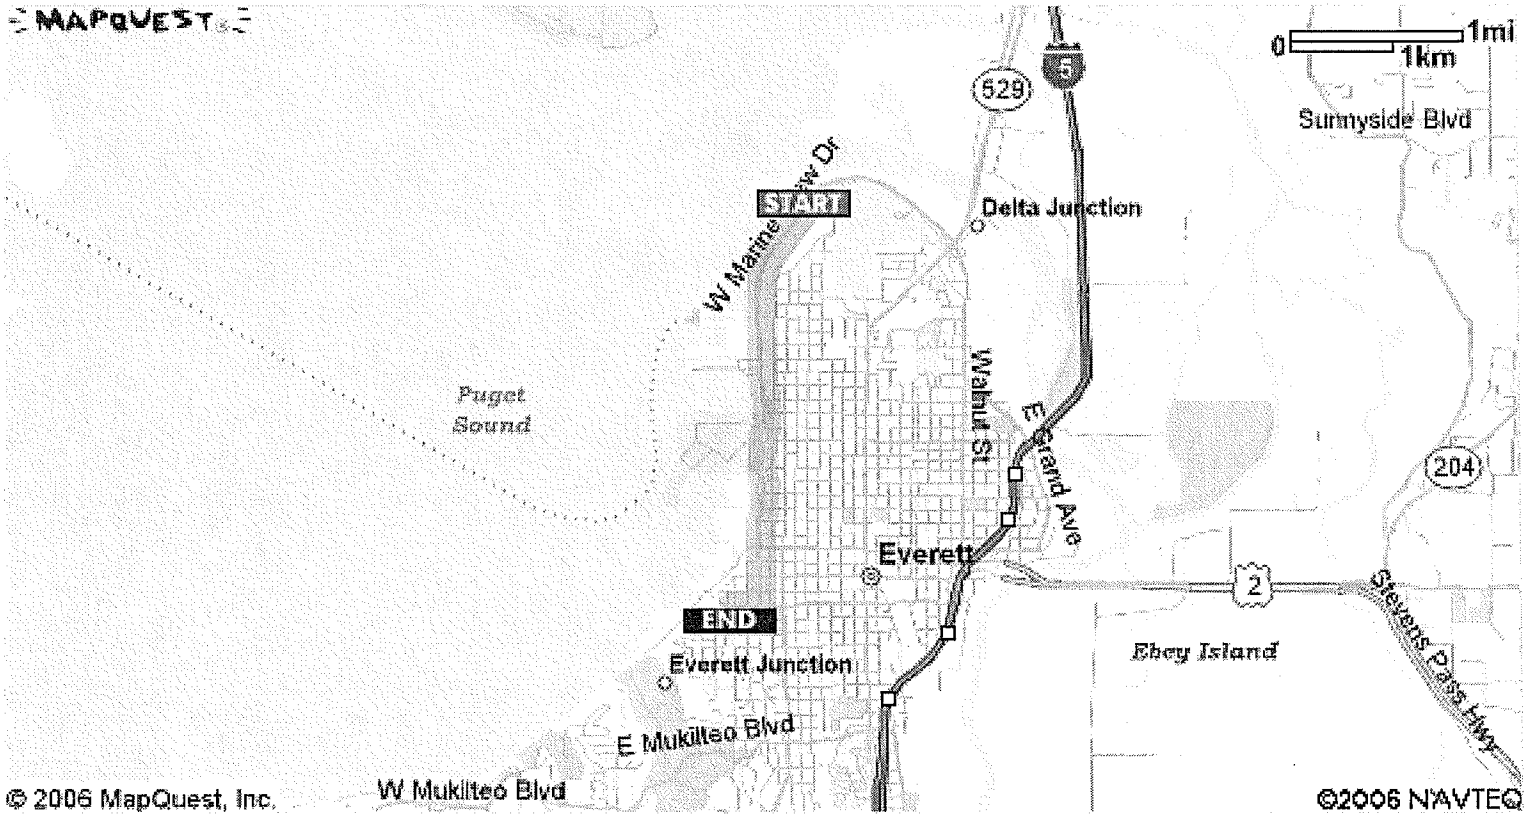 MAPQUEST
0 1mi
1km
5
529
Sunnyside Blvd
W Marine
ew Dr
START
Delta Junction
Walnut St
E Grand Ave
Puget
Sound
204
Everett
2
END
Everett Junction
Ebey Island
Stevens Pass Hwy
E Mukilteo Blvd
W Mukilteo Blvd
© 2006 MapQuest, Inc.
©2006 NAVTEQ